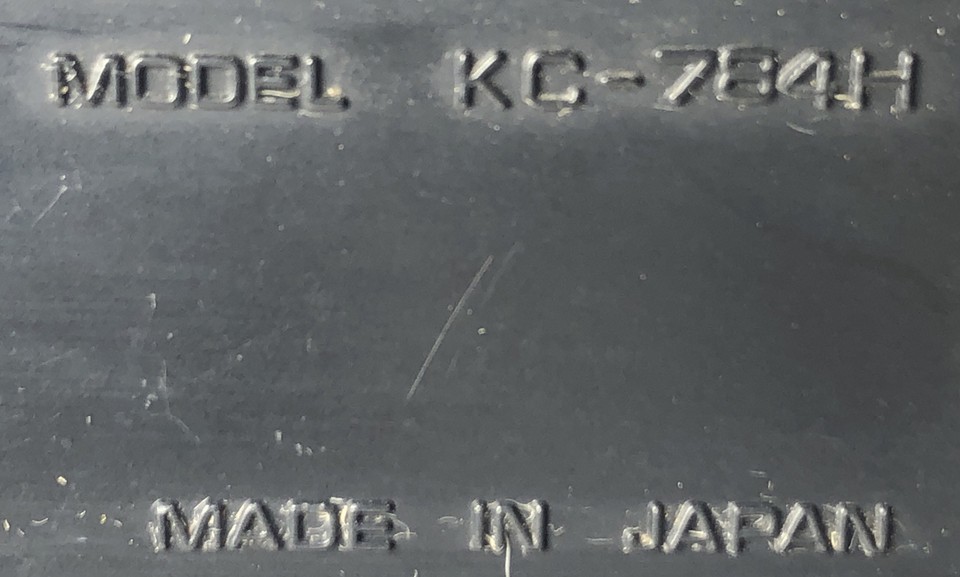 MODEL KC-784H
MADE IN JAPAN